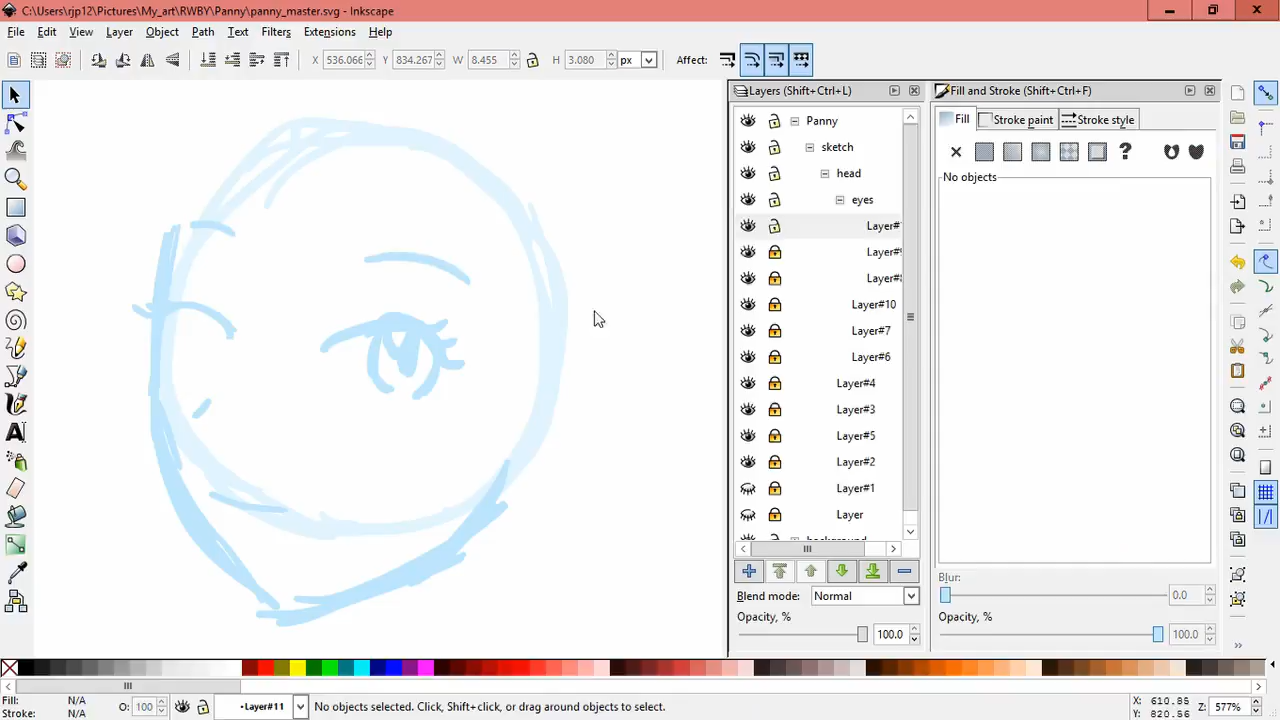 C:\Users\rjp12\Pictures\My_art\RWBY\Panny\panny_master.svg - Inkscape
File Edit View Layer Object Path Text Filters Extensions Help
X 536.066 Y 834.267 W 8.455 H 3.080 px Affect:
Layers (Shift+Ctrl+L)
Fill and Stroke (Shift+Ctrl+F)
Panny
Fill Stroke paint Stroke style
sketch
head
No objects
eyes
Layer#
Layer#
Layer#
Layer#10
Layer#7
Layer#6
Layer#4
Layer#3
Layer#5
Layer#2
Layer#1
Layer
Blur:
0.0
Blend mode: Normal
Opacity, %
100.0
Opacity, %
100.0
Fill: N/A
Stroke: N/A
O: 100
•Layer#11
No objects selected. Click, Shift+click, or drag around objects to select.
X: 610.85
Y: 820.56
Z: 577%